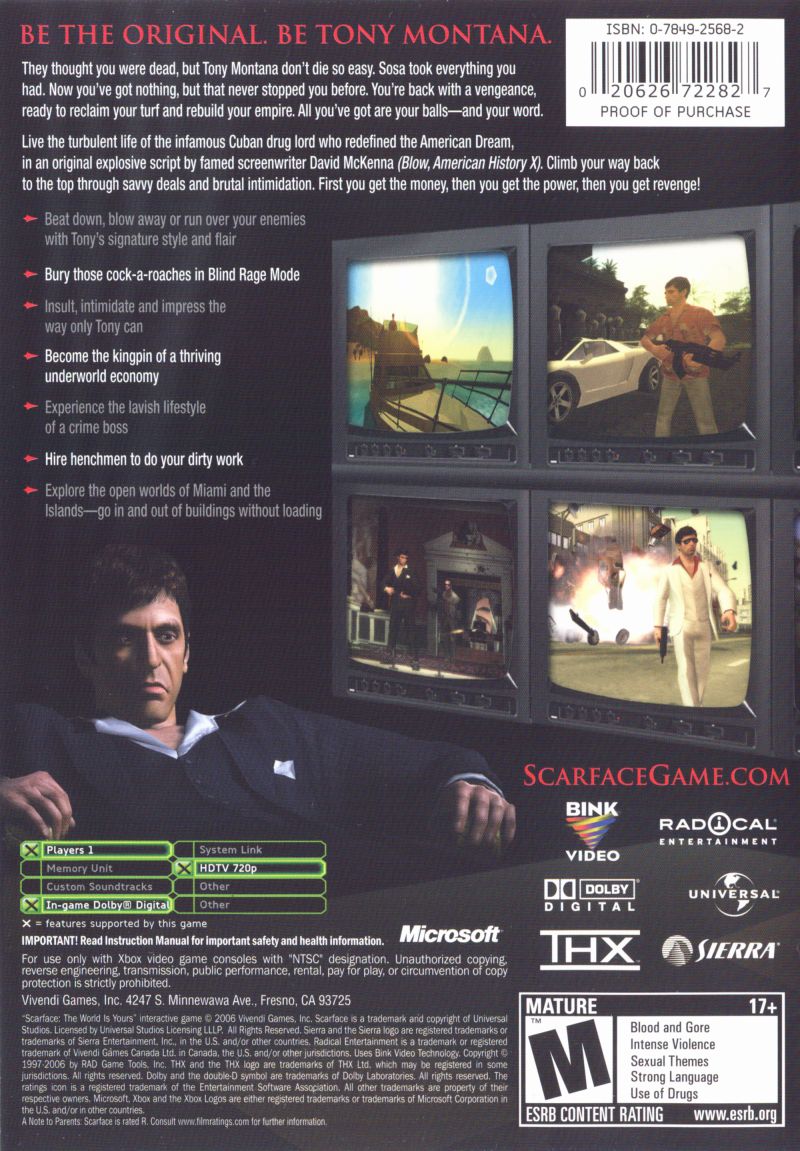 BE THE ORIGINAL. BE TONY MONTANA.
They thought you were dead, but Tony Montana don't die so easy. Sosa took everything you
had. Now you've got nothing, but that never stopped you before. You're back with a vengeance,
ready to reclaim your turf and rebuild your empire. All you've got are your balls—and your word.
ISBN: 0-7849-2568-2
0 20626 72282 7
PROOF OF PURCHASE
Live the turbulent life of the infamous Cuban drug lord who redefined the American Dream,
in an original explosive script by famed screenwriter David McKenna (Blow, American History X). Climb your way back
to the top through savvy deals and brutal intimidation. First you get the money, then you get the power, then you get revenge!
Beat down, blow away or run over your enemies
with Tony's signature style and flair
Bury those cock-a-roaches in Blind Rage Mode
Insult, intimidate and impress the
way only Tony can
Become the kingpin of a thriving
underworld economy
Experience the lavish lifestyle
of a crime boss
Hire henchmen to do your dirty work
Explore the open worlds of Miami and the
Islands—go in and out of buildings without loading
SCARFACEGAME.COM
BINK
VIDEO
RADICAL
ENTERTAINMENT
DOLBY
DIGITAL
UNIVERSAL
THX
SIERRA
Players 1
System Link
Memory Unit
HDTV 720p
Custom Soundtracks
Other
In-game Dolby® Digital
Other
X = features supported by this game
IMPORTANT! Read Instruction Manual for important safety and health information.
Microsoft
For use only with Xbox video game consoles with "NTSC" designation. Unauthorized copying,
reverse engineering, transmission, public performance, rental, pay for play, or circumvention of copy
protection is strictly prohibited.
Vivendi Games, Inc. 4247 S. Minnewawa Ave., Fresno, CA 93725
"Scarface: The World Is Yours" interactive game © 2006 Vivendi Games, Inc. Scarface is a trademark and copyright of Universal
Studios. Licensed by Universal Studios Licensing LLLP. All Rights Reserved. Sierra and the Sierra logo are registered trademarks or
trademarks of Sierra Entertainment, Inc., in the U.S. and/or other countries. Radical Entertainment is a trademark or registered
trademark of Vivendi Games Canada Ltd. in Canada, the U.S. and/or other jurisdictions. Uses Bink Video Technology. Copyright ©
1997-2006 by RAD Game Tools, Inc. THX and the THX logo are trademarks of THX Ltd. which may be registered in some
jurisdictions. All rights reserved. Dolby and the double-D symbol are trademarks of Dolby Laboratories. All rights reserved. The
ratings icon is a registered trademark of the Entertainment Software Association. All other trademarks are property of their
respective owners. Microsoft, Xbox and the Xbox Logos are either registered trademarks or trademarks of Microsoft Corporation in
the U.S. and/or in other countries.
A Note to Parents: Scarface is rated R. Consult www.filmratings.com for further information.
MATURE 17+
M
TM
Blood and Gore
Intense Violence
Sexual Themes
Strong Language
Use of Drugs
ESRB CONTENT RATING www.esrb.org